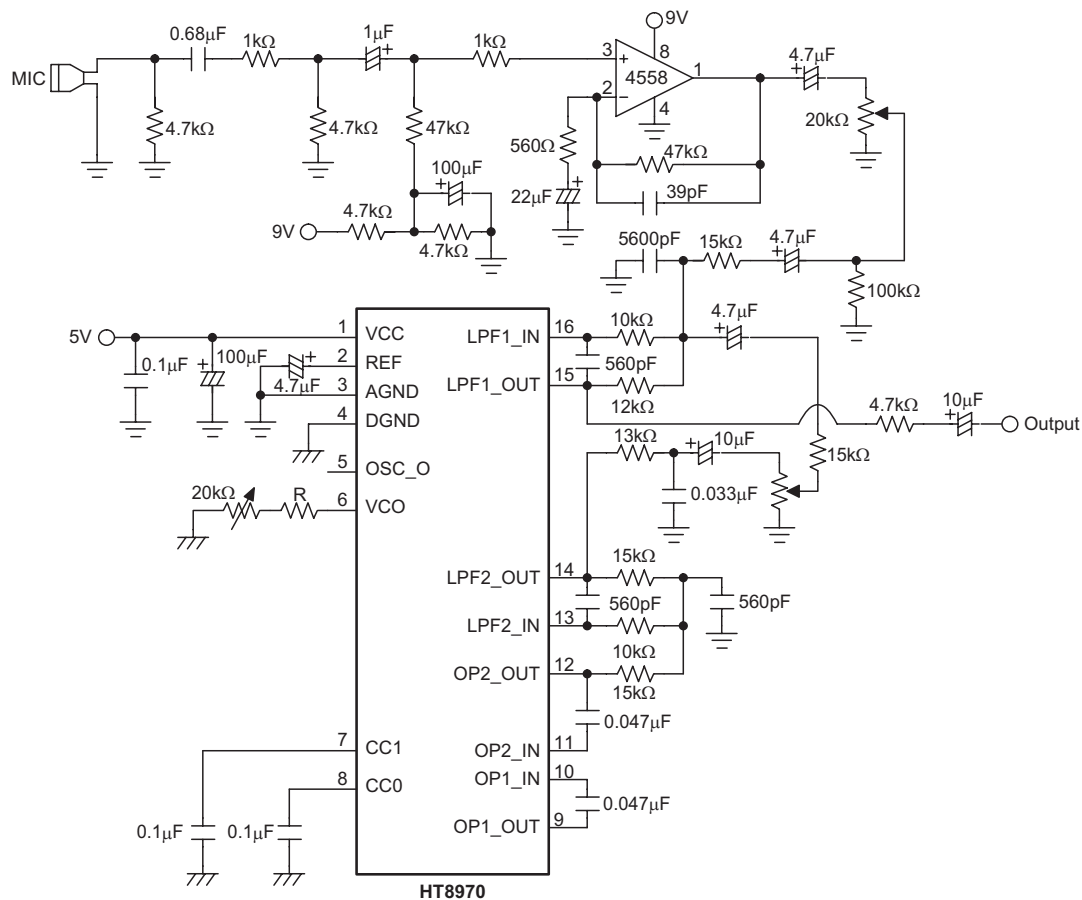 9V
0.68μF
1kΩ
1μF
+
1kΩ
3
+
8
4558
1
2
−
4
4.7μF
+
MIC
4.7kΩ
4.7kΩ
47kΩ
560Ω
20kΩ
47kΩ
100μF
+
22μF
+
39pF
9V
4.7kΩ
4.7kΩ
5600pF
15kΩ
4.7μF
+
100kΩ
5V
1
VCC
LPF1_IN
16
10kΩ
4.7μF
+
0.1μF
100μF
+
2
REF
+
4.7μF
560pF
3
AGND
LPF1_OUT
15
12kΩ
4
DGND
4.7kΩ
10μF
+
Output
13kΩ
10μF
+
15kΩ
5
OSC_O
0.033μF
20kΩ
R
6
VCO
LPF2_OUT
14
15kΩ
560pF
560pF
LPF2_IN
13
10kΩ
OP2_OUT
12
15kΩ
0.047μF
7
CC1
OP2_IN
11
8
CC0
OP1_IN
10
0.047μF
0.1μF
0.1μF
OP1_OUT
9
HT8970